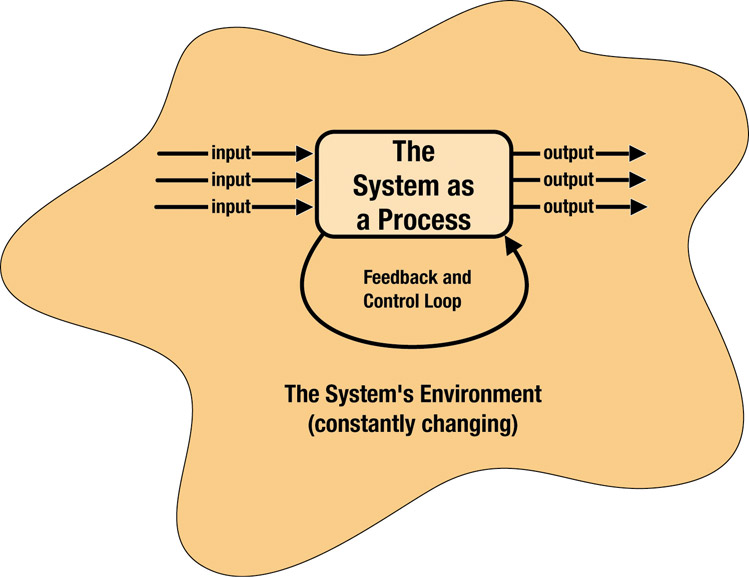 The
System as
a Process
input
input
input
output
output
output
Feedback and
Control Loop
The System's Environment
(constantly changing)